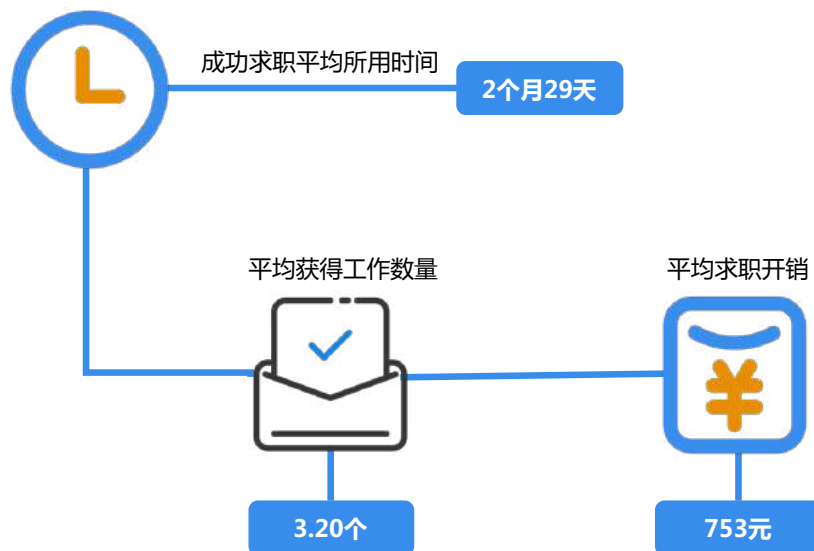 成功求职平均所用时间
2个月29天
平均获得工作数量
平均求职开销
¥
3.20个
753元